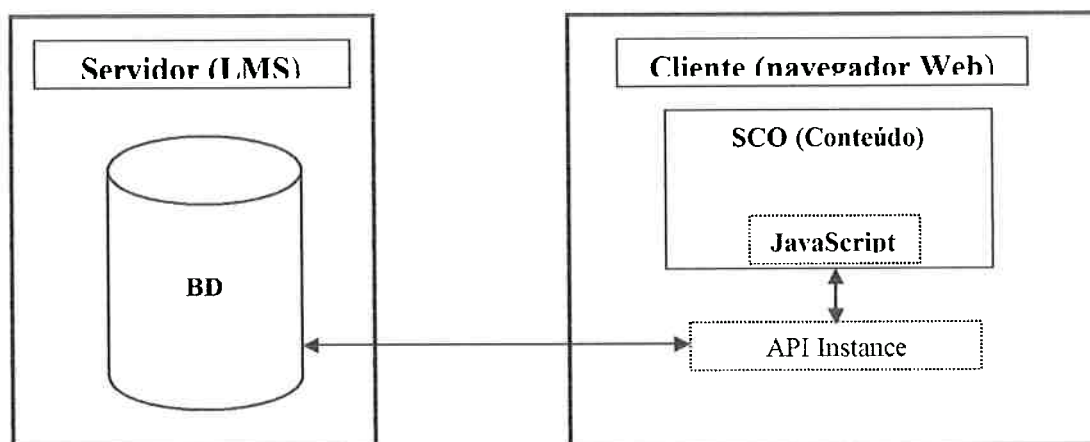 Servidor (LMS)
BD
Cliente (navegador Web)
SCO (Conteúdo)
JavaScript
API Instance